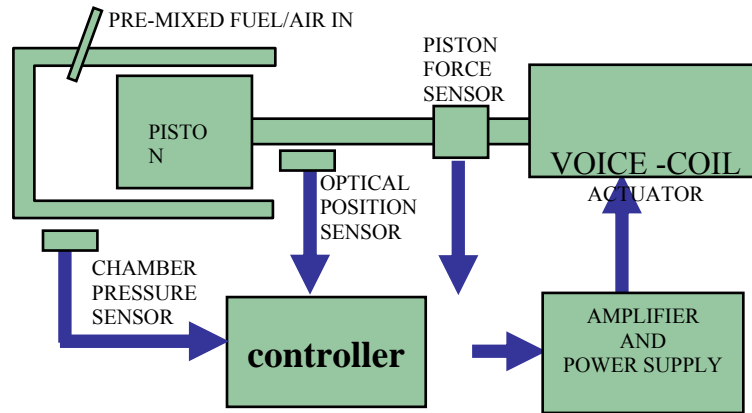 PRE-MIXED FUEL/AIR IN
PISTON
FORCE
SENSOR
PISTO
N
VOICE -COIL
ACTUATOR
OPTICAL
POSITION
SENSOR
CHAMBER
PRESSURE
SENSOR
controller
AMPLIFIER
AND
POWER SUPPLY